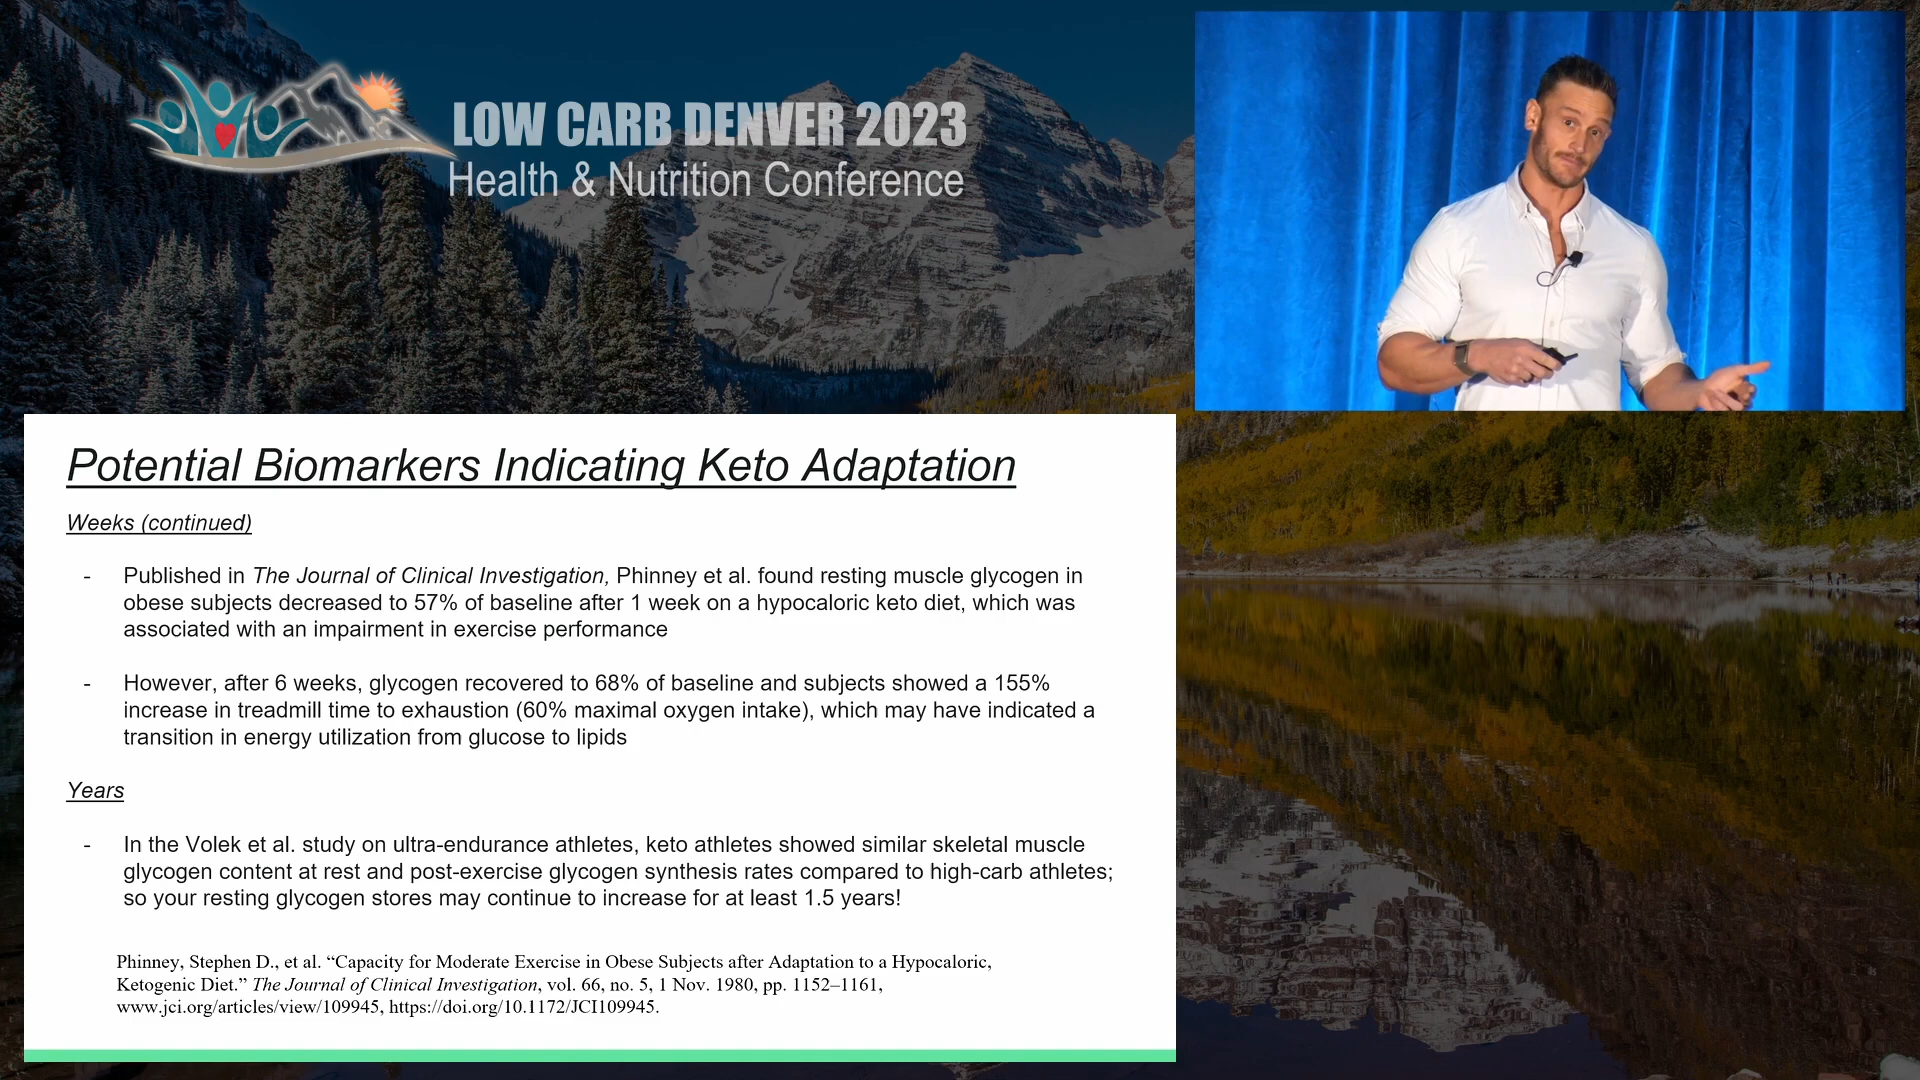 LOW CARB DENVER 2023
Health & Nutrition Conference
Potential Biomarkers Indicating Keto Adaptation
Weeks (continued)
- Published in The Journal of Clinical Investigation, Phinney et al. found resting muscle glycogen in
obese subjects decreased to 57% of baseline after 1 week on a hypocaloric keto diet, which was
associated with an impairment in exercise performance
- However, after 6 weeks, glycogen recovered to 68% of baseline and subjects showed a 155%
increase in treadmill time to exhaustion (60% maximal oxygen intake), which may have indicated a
transition in energy utilization from glucose to lipids
Years
- In the Volek et al. study on ultra-endurance athletes, keto athletes showed similar skeletal muscle
glycogen content at rest and post-exercise glycogen synthesis rates compared to high-carb athletes;
so your resting glycogen stores may continue to increase for at least 1.5 years!
Phinney, Stephen D., et al. “Capacity for Moderate Exercise in Obese Subjects after Adaptation to a Hypocaloric,
Ketogenic Diet.” The Journal of Clinical Investigation, vol. 66, no. 5, 1 Nov. 1980, pp. 1152–1161,
www.jci.org/articles/view/109945, https://doi.org/10.1172/JCI109945.